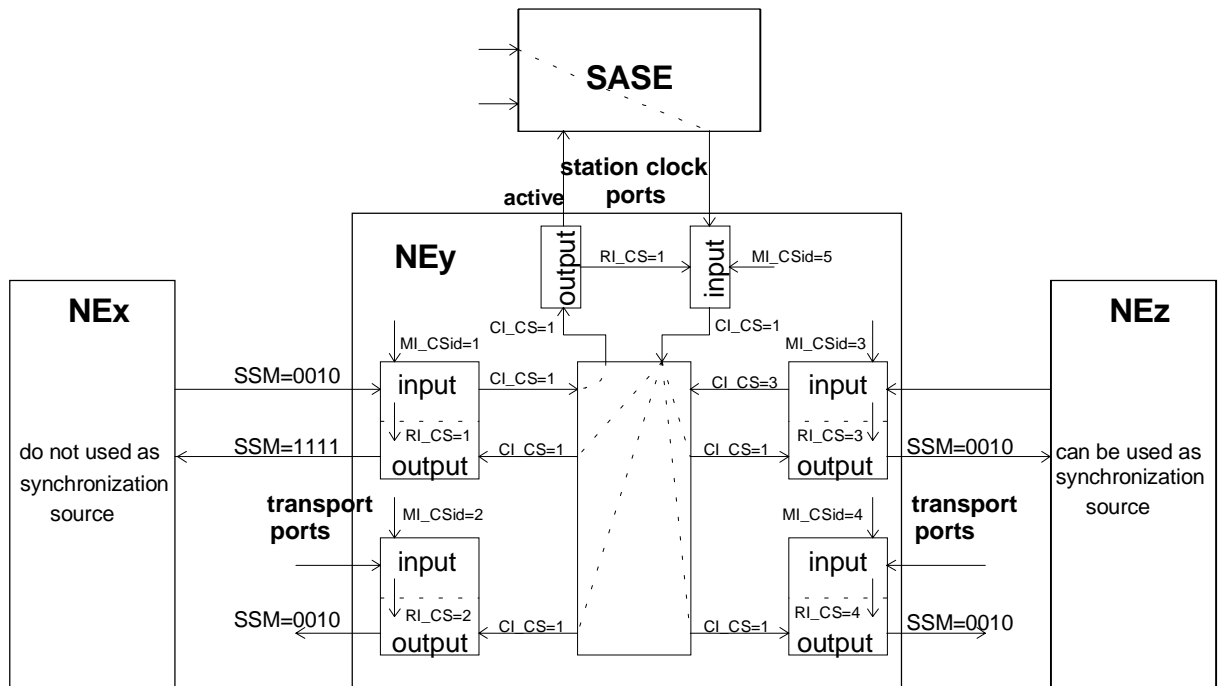 SASE
station clock
ports
active
NEy
output
RI_CS=1
input
MI_CSid=5
CI_CS=1
CI_CS=1
NEx
NEz
MI_CSid=1
MI_CSid=3
SSM=0010
input
CI_CS=1
CI_CS=3
input
do not used as
synchronization
source
SSM=1111
RI_CS=1
output
CI_CS=1
CI_CS=1
RI_CS=3
output
SSM=0010
can be used as
synchronization
source
transport
ports
MI_CSid=2
MI_CSid=4
transport
ports
input
input
SSM=0010
RI_CS=2
output
CI_CS=1
CI_CS=1
RI_CS=4
output
SSM=0010